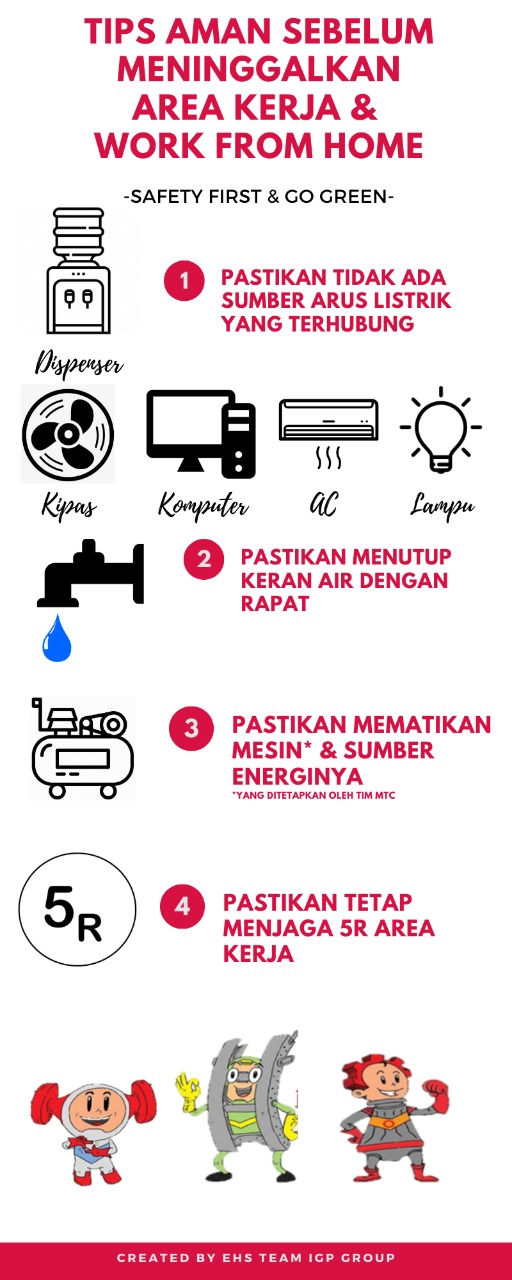 TIPS AMAN SEBELUM
MENINGGALKAN
AREA KERJA &
WORK FROM HOME
-SAFETY FIRST & GO GREEN-
1
PASTIKAN TIDAK ADA
SUMBER ARUS LISTRIK
YANG TERHUBUNG
Dispenser
Kipas
Komputer
AC
Lampu
2
PASTIKAN MENUTUP
KERAN AIR DENGAN
RAPAT
3
PASTIKAN MEMATIKAN
MESIN* & SUMBER
ENERGINYA
*YANG DITETAPKAN OLEH TIM MTC
5R
4
PASTIKAN TETAP
MENJAGA 5R AREA
KERJA
CREATED BY EHS TEAM IGP GROUP